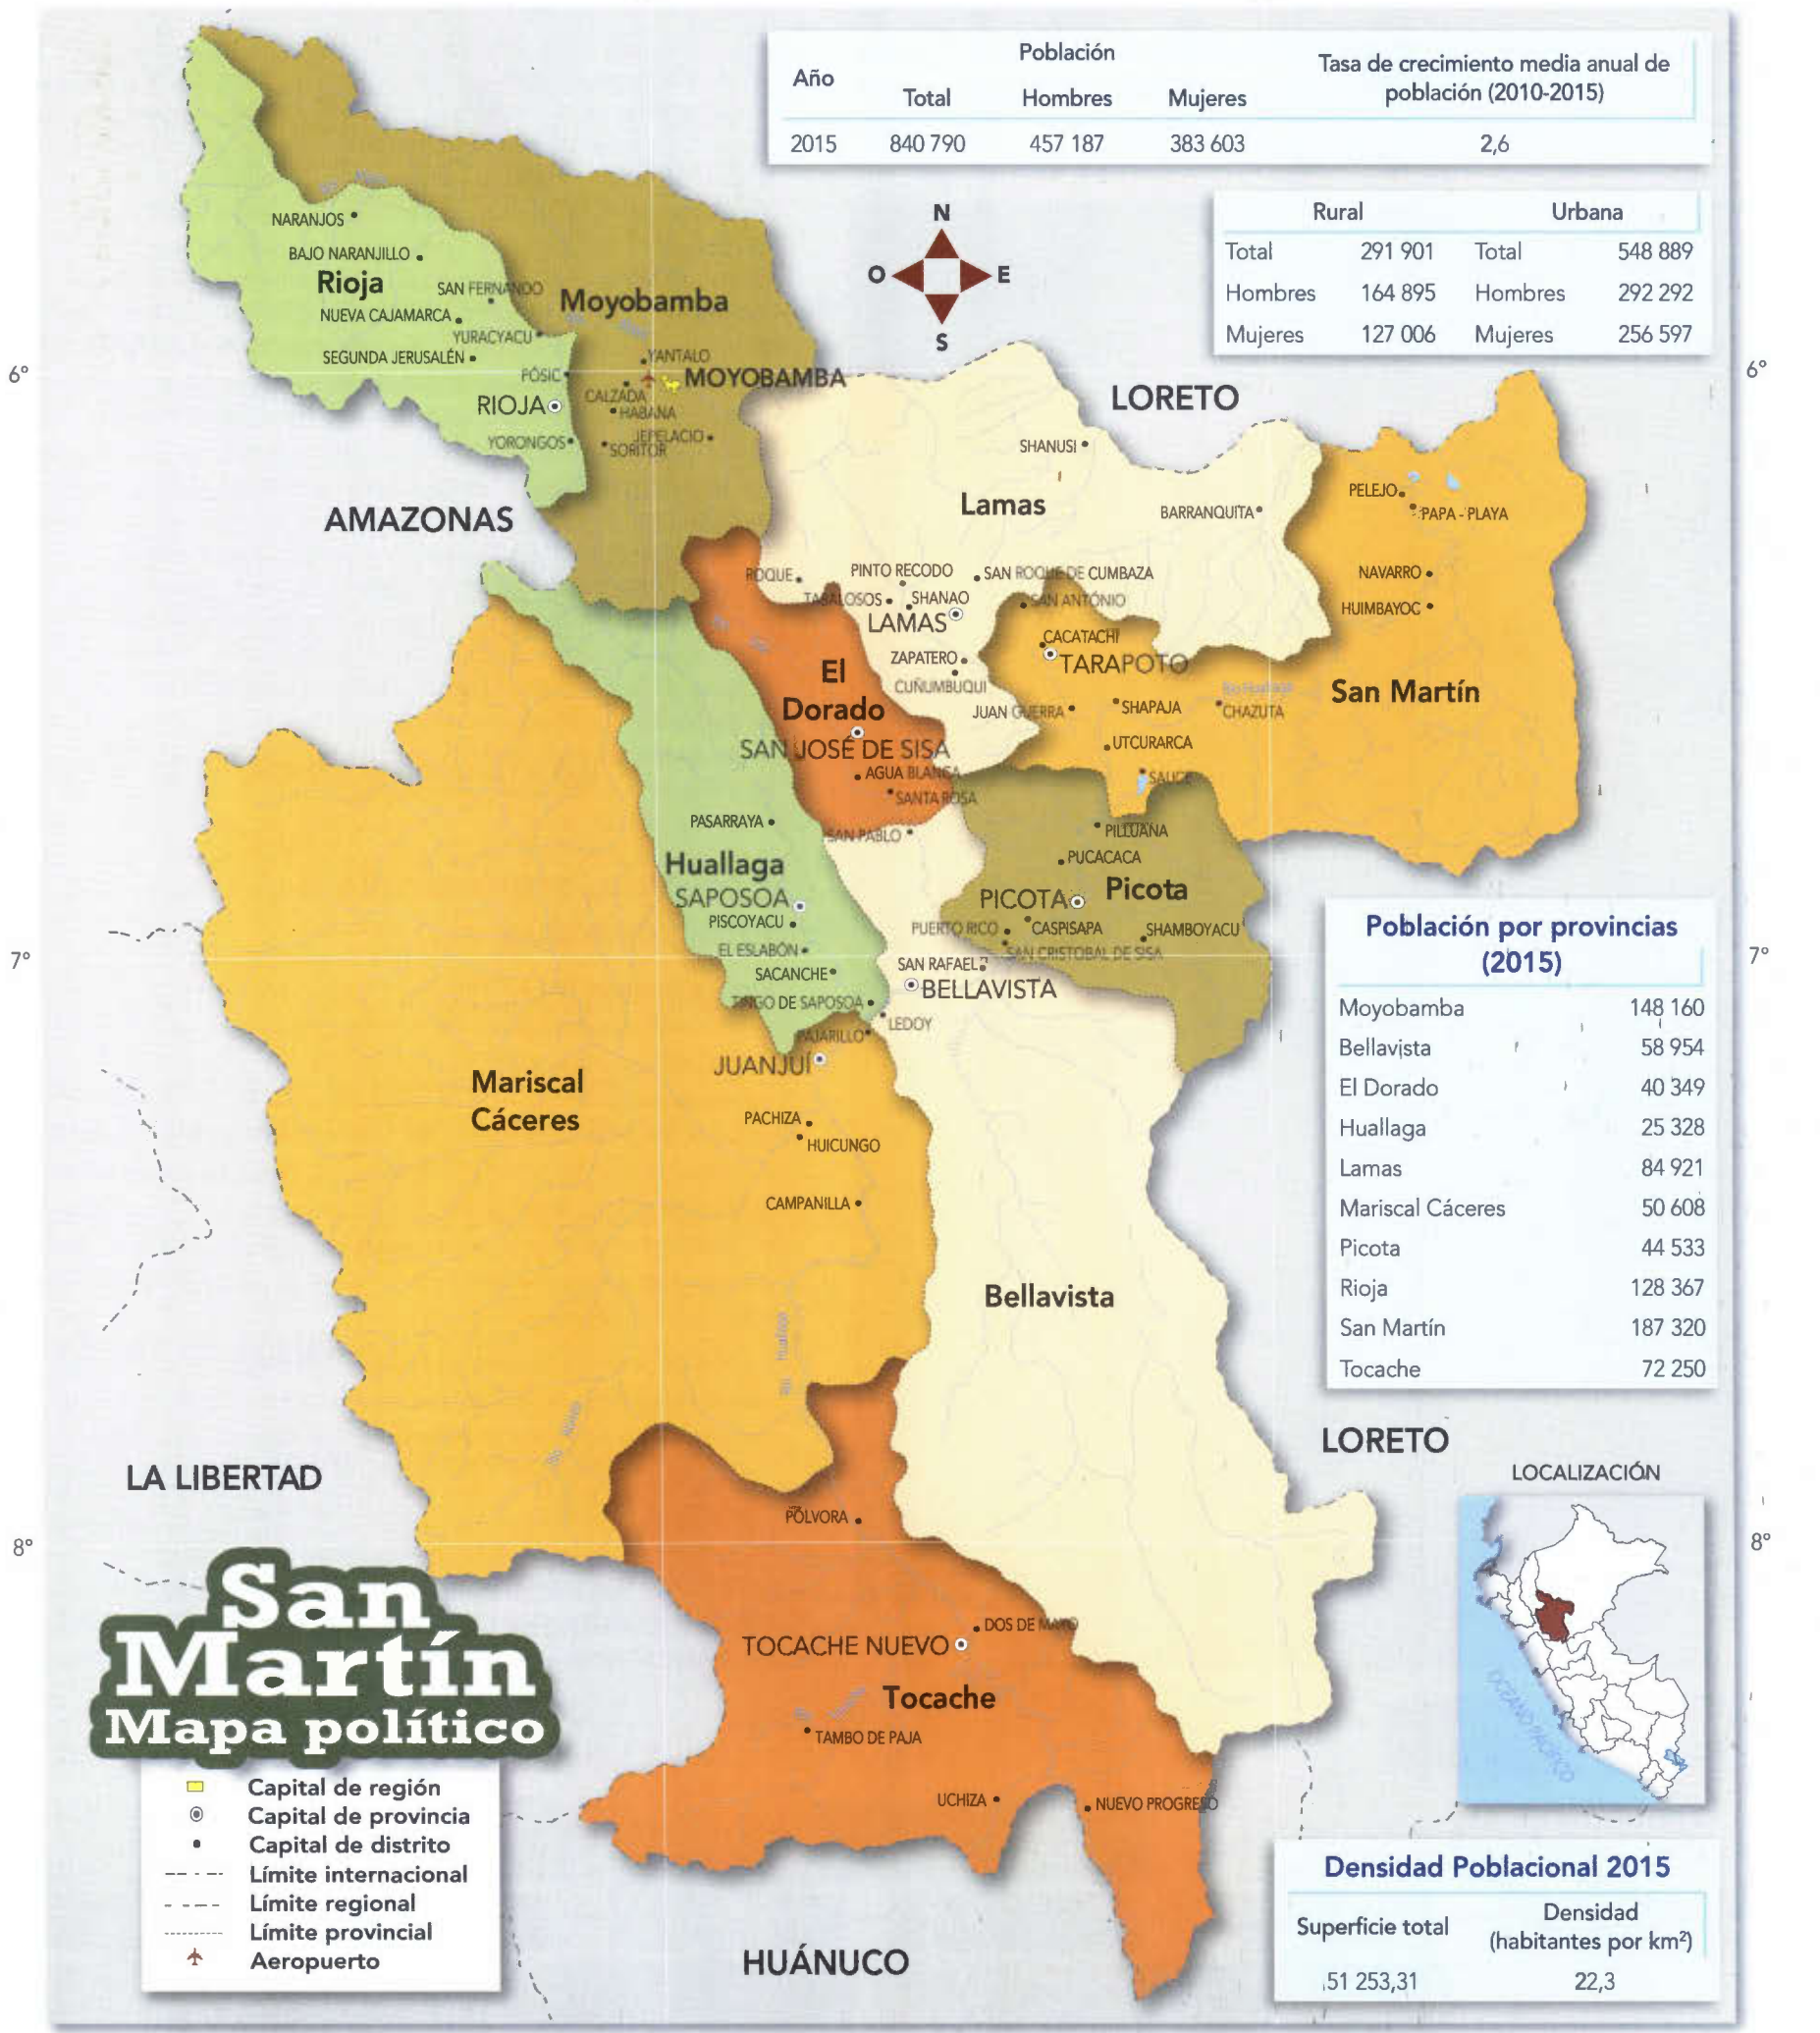 Población
Año
Tasa de crecimiento media anual de
población (2010-2015)
Total Hombres Mujeres
2015 840 790 457 187 383 603 2,6
Rural Urbana
Total 291 901 Total 548 889
Hombres 164 895 Hombres 292 292
Mujeres 127 006 Mujeres 256 597
N
O E
S
6° 6°
7° 7°
8° 8°
NARANJOS
BAJO NARANJILLO
Rioja
SAN FERNANDO
NUEVA CAJAMARCA
YURACYACU
SEGUNDA JERUSALÉN
PÓSIC
RIOJA
YORONGOS
Moyobamba
YANTALO
MOYOBAMBA
CALZADA
HABANA
JEPELACIO
SORITOR
AMAZONAS
LORETO
SHANUSI
Lamas
BARRANQUITA
ROQUE
PINTO RECODO
SAN ROQUE DE CUMBAZA
TABALOSOS
SHANAO
LAMAS
ZAPATERO
CUÑUMBUQUI
PELEJO
PAPA - PLAYA
NAVARRO
HUIMBAYOC
SAN ANTÓNIO
CACATACHI
TARAPOTO
San Martín
Río Huallaga
CHAZUTA
JUAN GUERRA
SHAPAJA
UTCURARCA
SAUCE
El
Dorado
SAN JOSÉ DE SISA
AGUA BLANCA
SANTA ROSA
PASARRAYA
Huallaga
SAPOSOA
PISCOYACU
EL ESLABÓN
SACANCHE
TINGO DE SAPOSOA
SAN PABLO
PILLUANA
PUCACACA
PICOTA
Picota
PUERTO RICO
CASPISAPA
SHAMBOYACU
SAN CRISTOBAL DE SISA
SAN RAFAEL
BELLAVISTA
LEDOY
PAJARILLO
JUANJUÍ
Mariscal
Cáceres
PACHIZA
HUICUNGO
CAMPANILLA
Río Huallaga
Bellavista
LA LIBERTAD
LORETO
PÓLVORA
DOS DE MAYO
TOCACHE NUEVO
Tocache
TAMBO DE PAJA
UCHIZA
NUEVO PROGRESO
HUÁNUCO
Población por provincias
(2015)
Moyobamba 148 160
Bellavista 58 954
El Dorado 40 349
Huallaga 25 328
Lamas 84 921
Mariscal Cáceres 50 608
Picota 44 533
Rioja 128 367
San Martín 187 320
Tocache 72 250
LOCALIZACIÓN
OCÉANO PACÍFICO
San
Martín
Mapa político
Capital de región
Capital de provincia
Capital de distrito
Límite internacional
Límite regional
Límite provincial
Aeropuerto
Densidad Poblacional 2015
Superficie total
Densidad
(habitantes por km²)
51 253,31 22,3